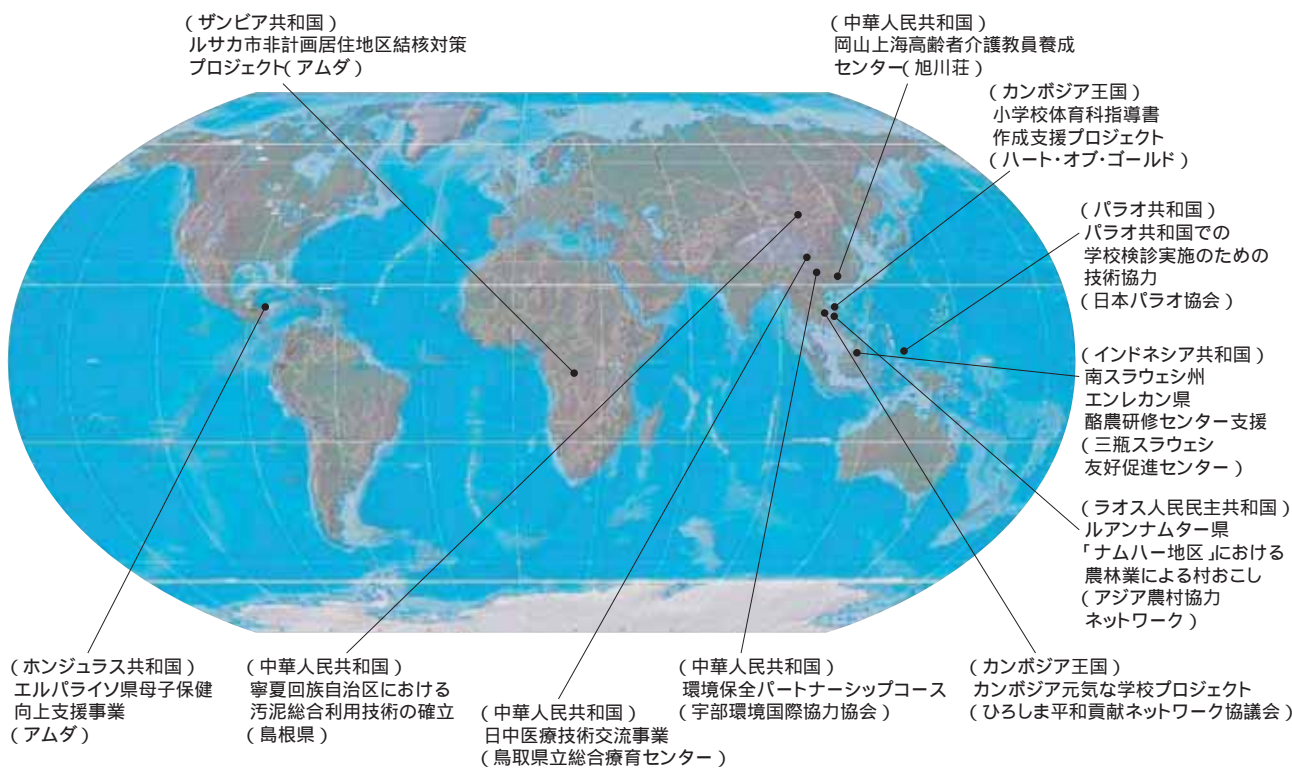 (ザンビア共和国)
ルサカ市非計画居住地区結核対策
プロジェクト(アムダ)
(中華人民共和国)
岡山上海高齢者介護教員養成
センター(旭川荘)
(カンボジア王国)
小学校体育科指導書
作成支援プロジェクト
(ハート・オブ・ゴールド)
(パラオ共和国)
パラオ共和国での
学校検診実施のための
技術協力
(日本パラオ協会)
(インドネシア共和国)
南スラウェシ州
エンレカン県
酪農研修センター支援
(三瓶スラウェシ
友好促進センター)
(ラオス人民民主共和国)
ルアンナムター県
「ナムハー地区」における
農林業による村おこし
(アジア農村協力
ネットワーク)
(ホンジュラス共和国)
エルパライソ県母子保健
向上支援事業
(アムダ)
(中華人民共和国)
寧夏回族自治区における
汚泥総合利用技術の確立
(島根県)
(中華人民共和国)
日中医療技術交流事業
(鳥取県立総合療育センター)
(中華人民共和国)
環境保全パートナーシップコース
(宇部環境国際協力協会)
(カンボジア王国)
カンボジア元気な学校プロジェクト
(ひろしま平和貢献ネットワーク協議会)